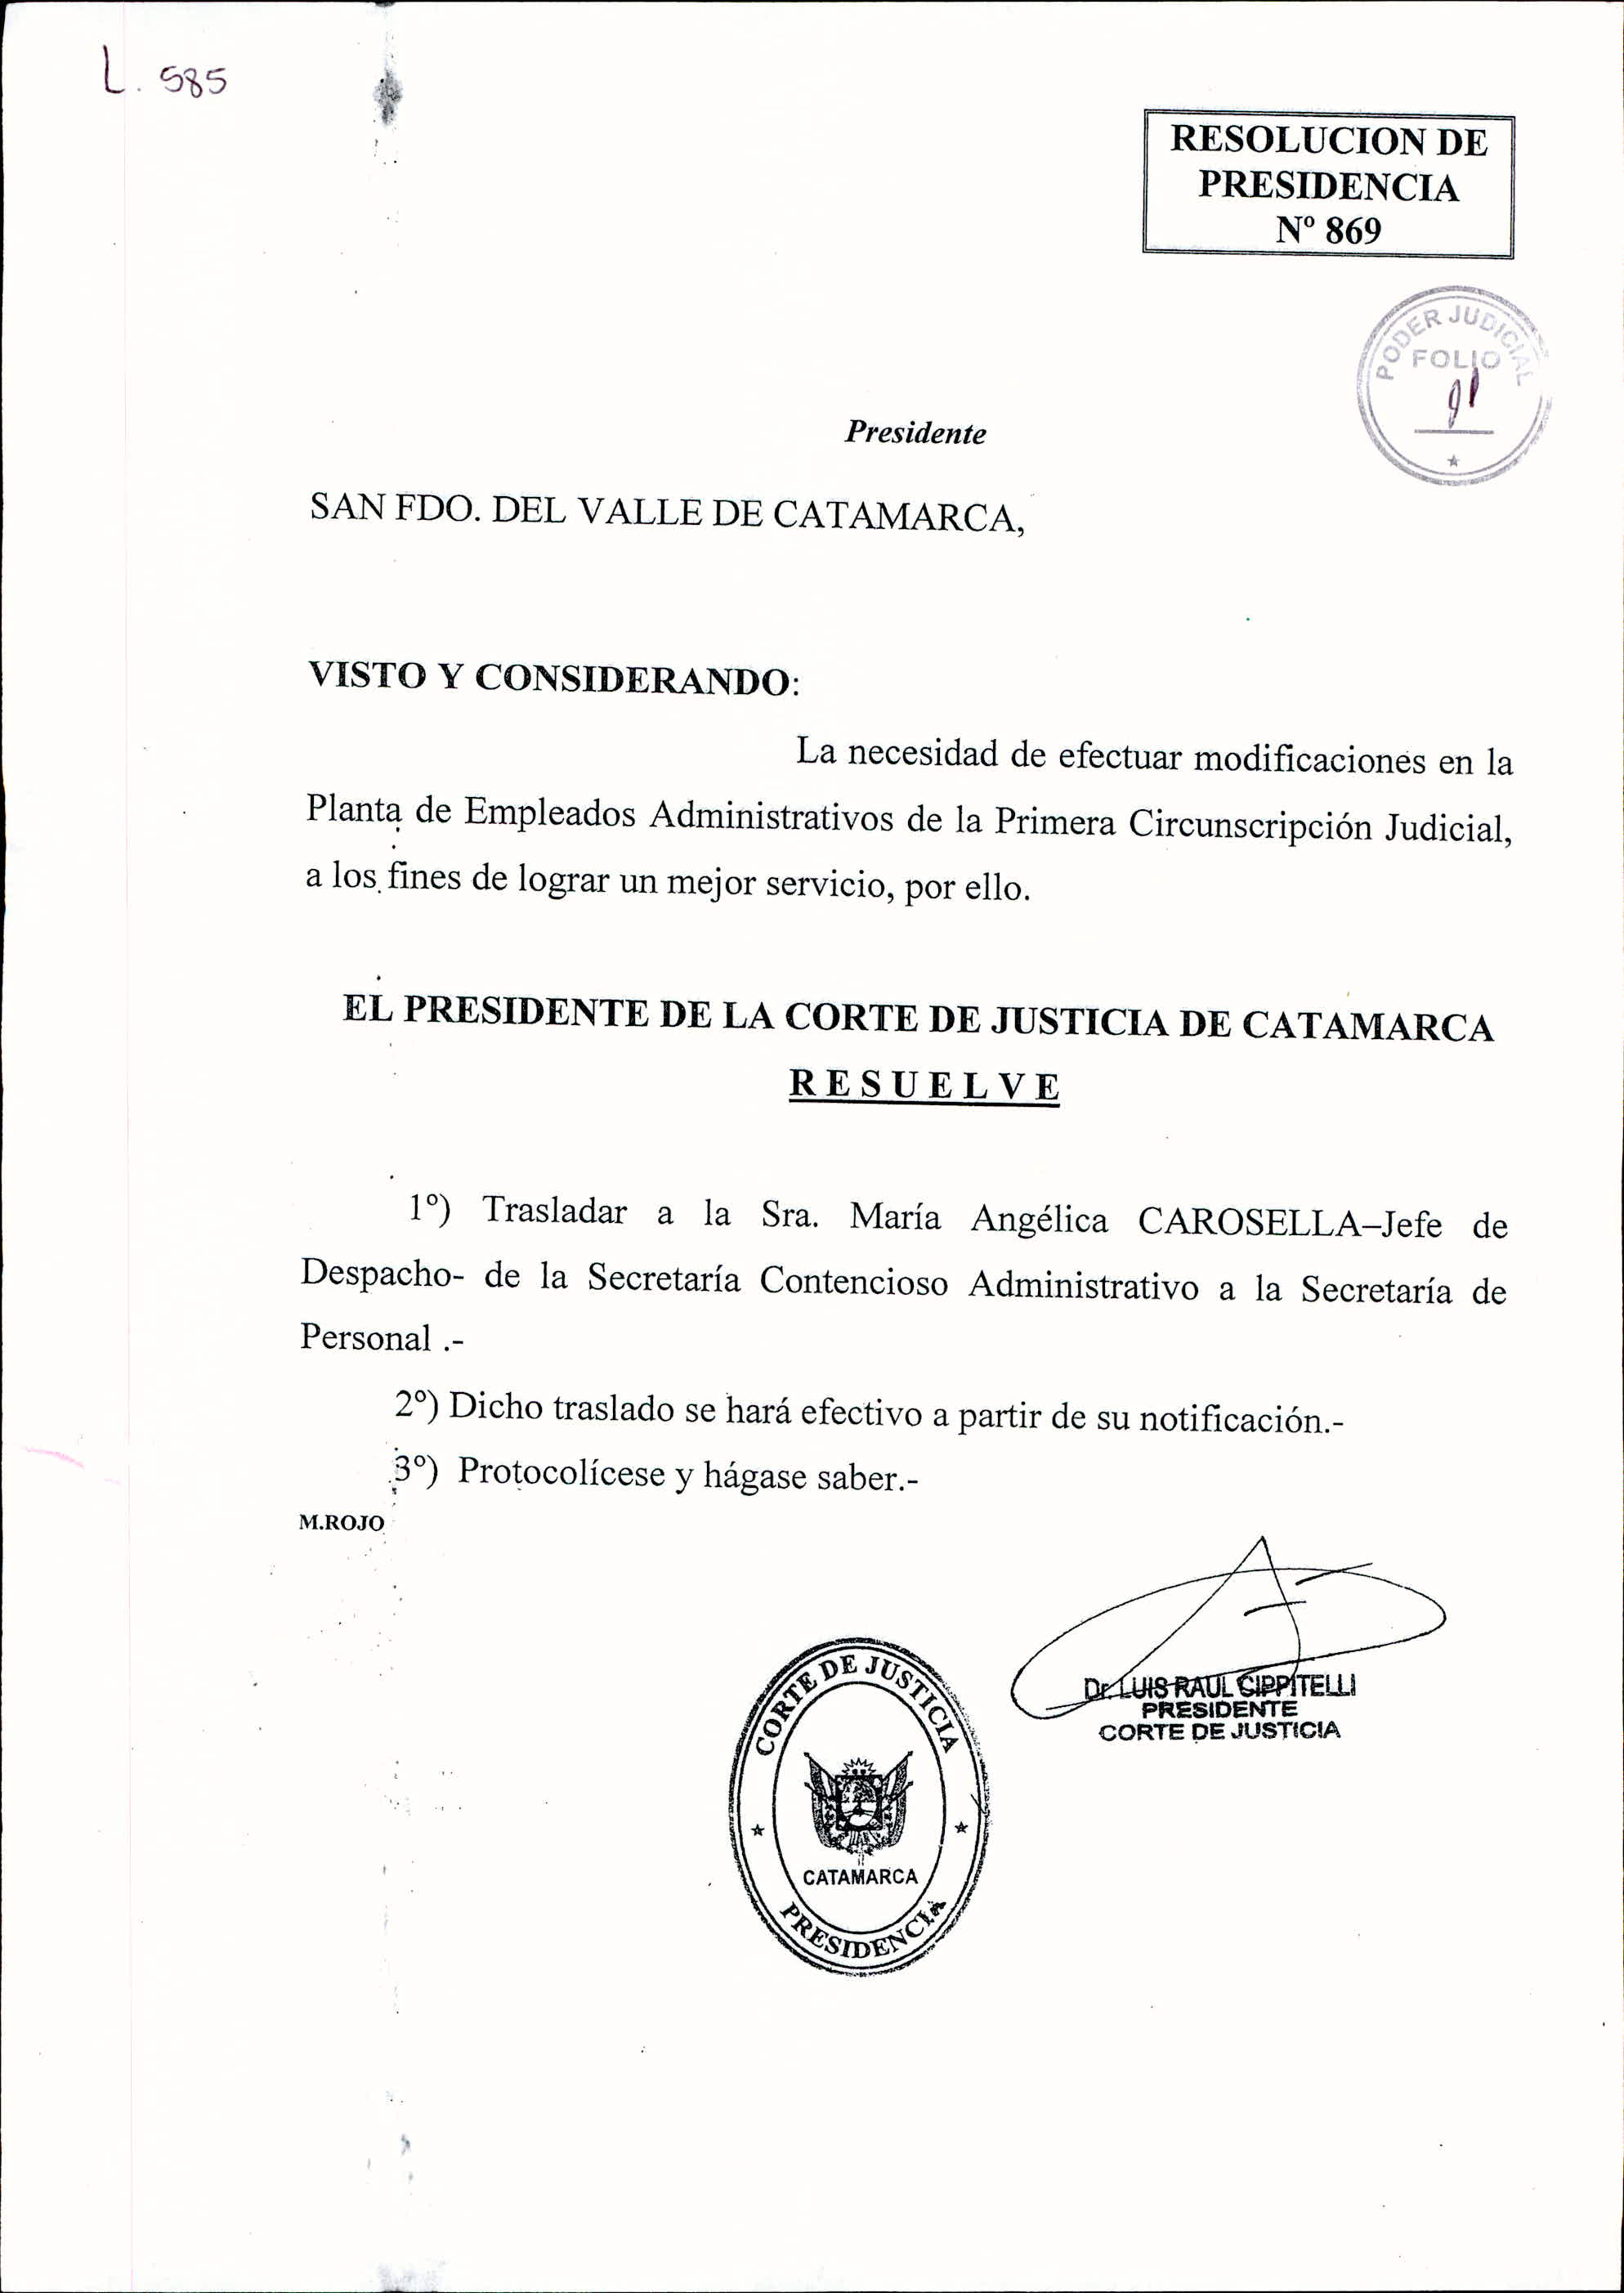 L. 585
RESOLUCION DE
PRESIDENCIA
Nº 869
PODER JUDICIAL
FOLIO
Presidente
SAN FDO. DEL VALLE DE CATAMARCA,
VISTO Y CONSIDERANDO:
La necesidad de efectuar modificaciones en la
Planta de Empleados Administrativos de la Primera Circunscripción Judicial,
a los fines de lograr un mejor servicio, por ello.
EL PRESIDENTE DE LA CORTE DE JUSTICIA DE CATAMARCA
R E S U E L V E
1º) Trasladar a la Sra. María Angélica CAROSELLA–Jefe de
Despacho- de la Secretaría Contencioso Administrativo a la Secretaría de
Personal .-
2º) Dicho traslado se hará efectivo a partir de su notificación.-
3º) Protocolícese y hágase saber.-
M.ROJO
Dr. LUIS RAUL CIPPITELLI
PRESIDENTE
CORTE DE JUSTICIA
CORTE DE JUSTICIA
CATAMARCA
PRESIDENCIA